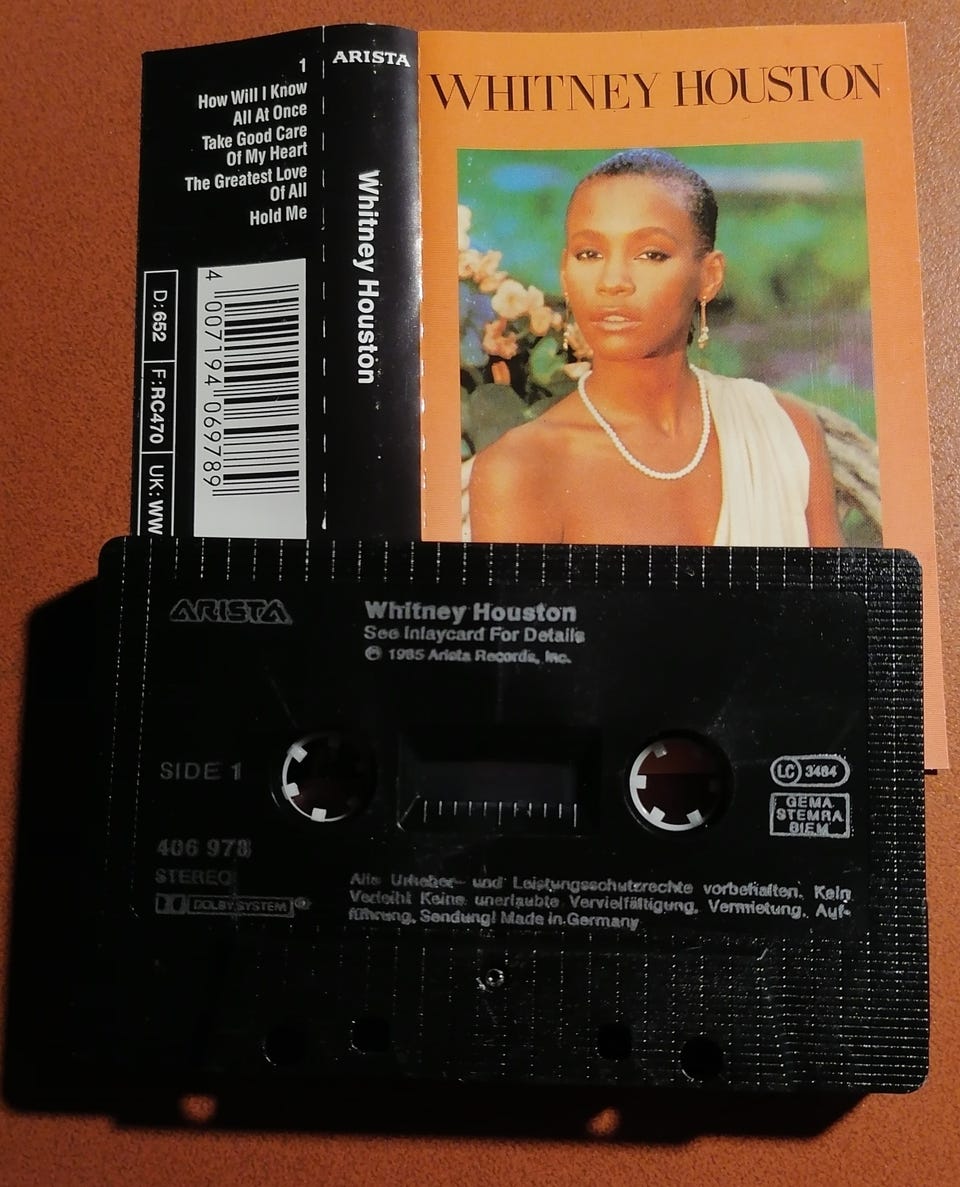 1
How Will I Know
All At Once
Take Good Care
Of My Heart
The Greatest Love
Of All
Hold Me
4 007194 069789
D: 652 F: RC470 UK: WW
ARISTA
Whitney Houston
WHITNEY HOUSTON
ARISTA
Whitney Houston
See Inlaycard For Details
℗ 1985 Arista Records, Inc.
SIDE 1
LC 3484
GEMA
STEMRA
BIEM
406 978
STEREO
DOLBY SYSTEM ®
Alle Urheber- und Leistungsschutzrechte vorbehalten. Kein
Verleih! Keine unerlaubte Vervielfältigung, Vermietung, Auf-
führung, Sendung! Made in Germany